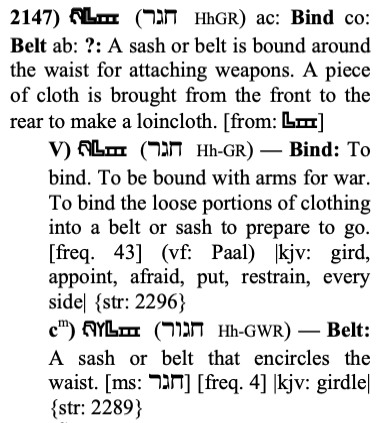 2147) (חגר HhGR) ac: Bind co:
Belt ab: ?: A sash or belt is bound around
the waist for attaching weapons. A piece
of cloth is brought from the front to the
rear to make a loincloth. [from: ]
V) (חגר Hh-GR) — Bind: To
bind. To be bound with arms for war.
To bind the loose portions of clothing
into a belt or sash to prepare to go.
[freq. 43] (vf: Paal) |kjv: gird,
appoint, afraid, put, restrain, every
side| {str: 2296}
cᵐ) (חגור Hh-GWR) — Belt:
A sash or belt that encircles the
waist. [ms: חגר] [freq. 4] |kjv: girdle|
{str: 2289}